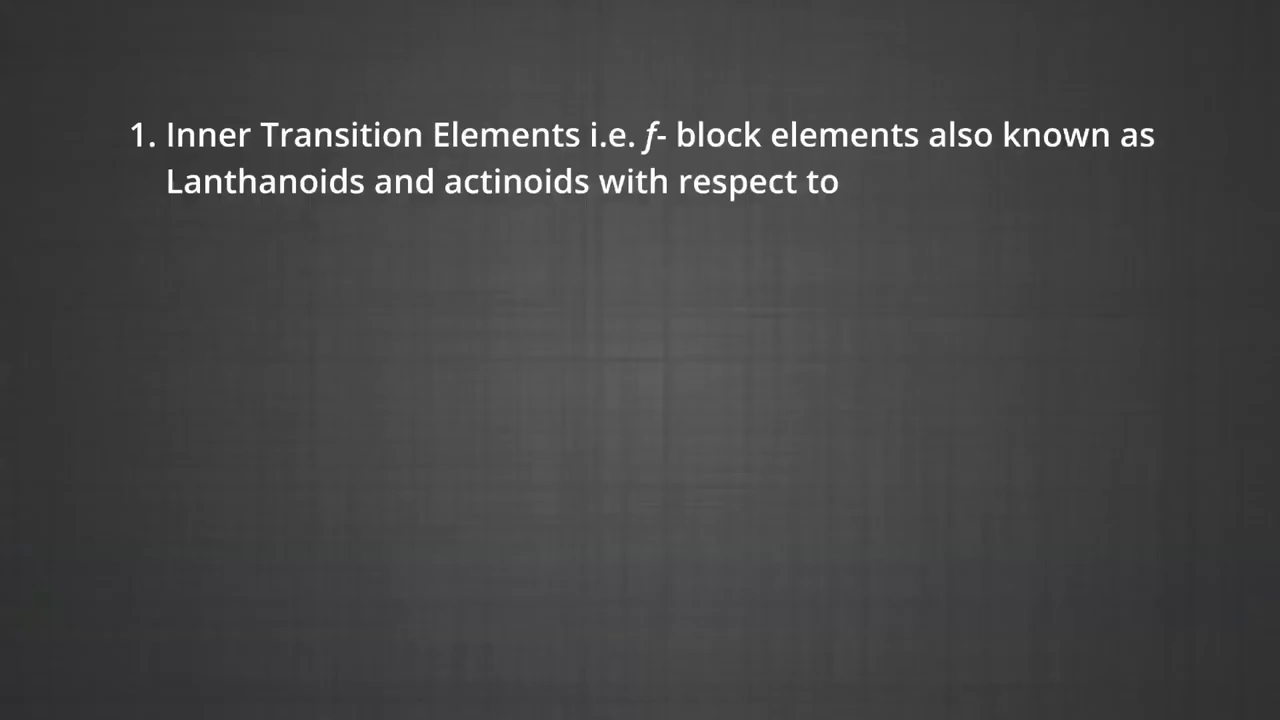 1. Inner Transition Elements i.e. f- block elements also known as
Lanthanoids and actinoids with respect to